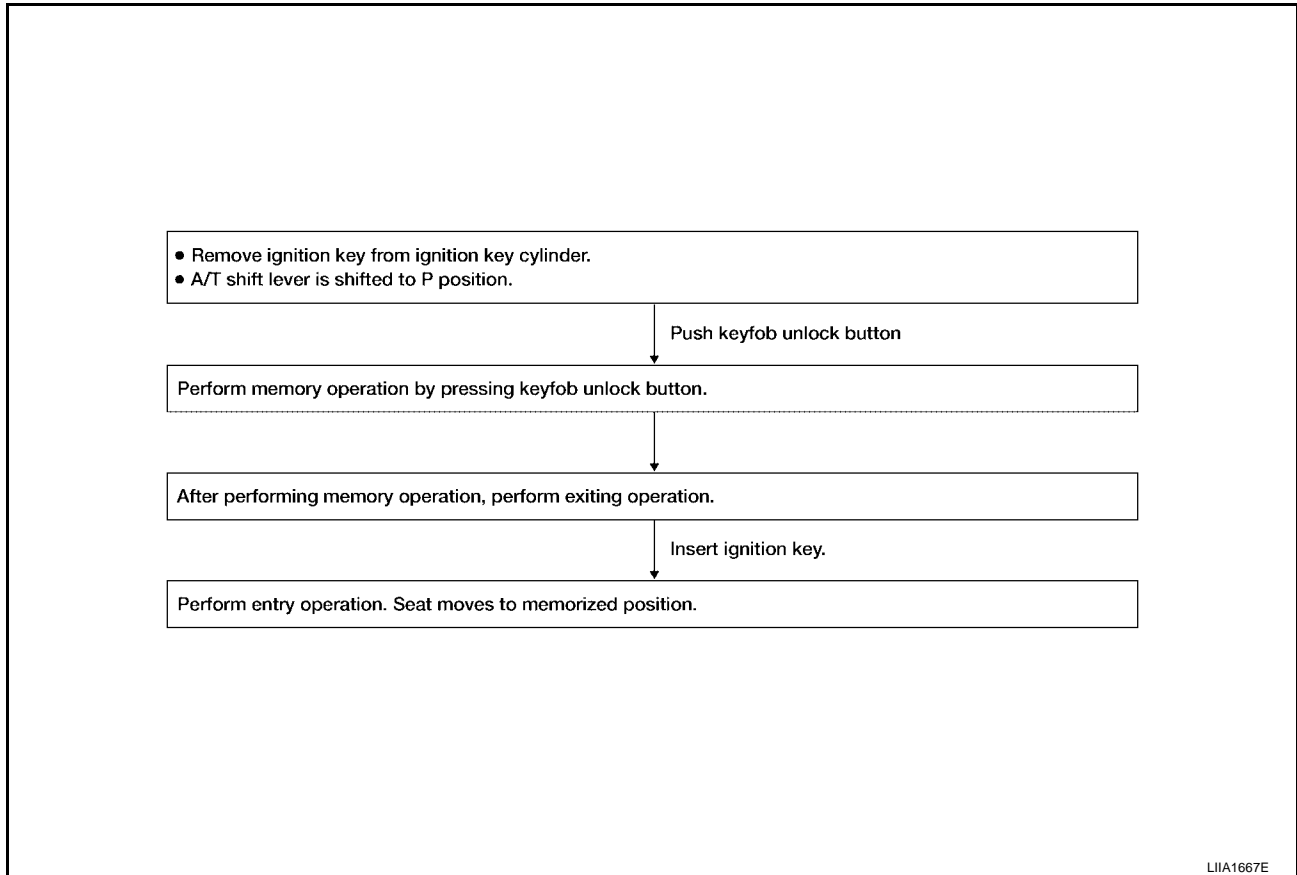 ● Remove ignition key from ignition key cylinder.
● A/T shift lever is shifted to P position.
Push keyfob unlock button
Perform memory operation by pressing keyfob unlock button.
After performing memory operation, perform exiting operation.
Insert ignition key.
Perform entry operation. Seat moves to memorized position.
LIIA1667E